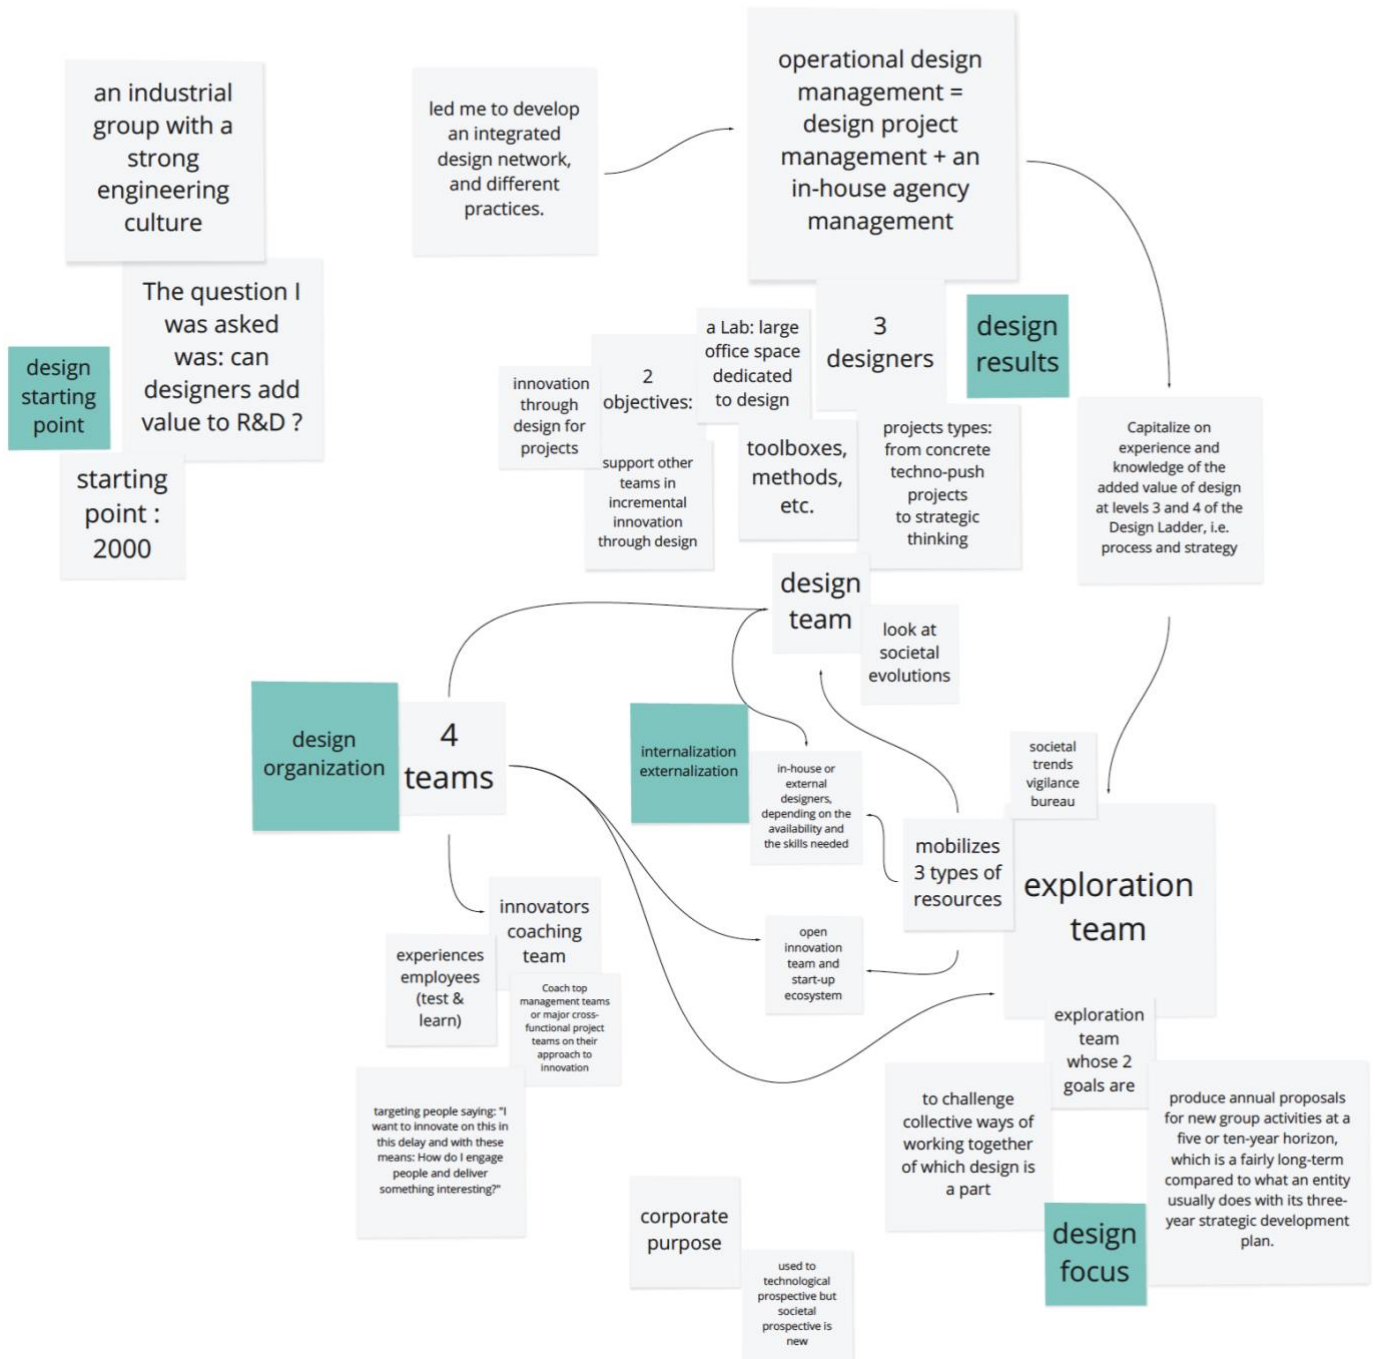 an industrial
group with a
strong
engineering
culture
The question I
was asked
was: can
designers add
value to R&D ?
design
starting
point
starting
point :
2000
led me to develop
an integrated
design network,
and different
practices.
operational design
management =
design project
management + an
in-house agency
management
3
designers
design
results
a Lab: large
office space
dedicated
to design
2
objectives:
innovation
through
design for
projects
support other
teams in
incremental
innovation
through design
toolboxes,
methods,
etc.
projects types:
from concrete
techno-push
projects
to strategic
thinking
Capitalize on
experience and
knowledge of the
added value of design
at levels 3 and 4 of the
Design Ladder, i.e.
process and strategy
design
team
look at
societal
evolutions
design
organization
4
teams
internalization
externalization
in-house or
external
designers,
depending on the
availability and
the skills needed
societal
trends
vigilance
bureau
mobilizes
3 types of
resources
exploration
team
innovators
coaching
team
experiences
employees
(test &
learn)
Coach top
management teams
or major cross-
functional project
teams on their
approach to
innovation
open
innovation
team and
start-up
ecosystem
targeting people saying: "I
want to innovate on this in
this delay and with these
means: How do I engage
people and deliver
something interesting?"
exploration
team
whose 2
goals are
to challenge
collective ways of
working together
of which design is
a part
produce annual proposals
for new group activities at a
five or ten-year horizon,
which is a fairly long-term
compared to what an entity
usually does with its three-
year strategic development
plan.
design
focus
corporate
purpose
used to
technological
prospective but
societal
prospective is
new